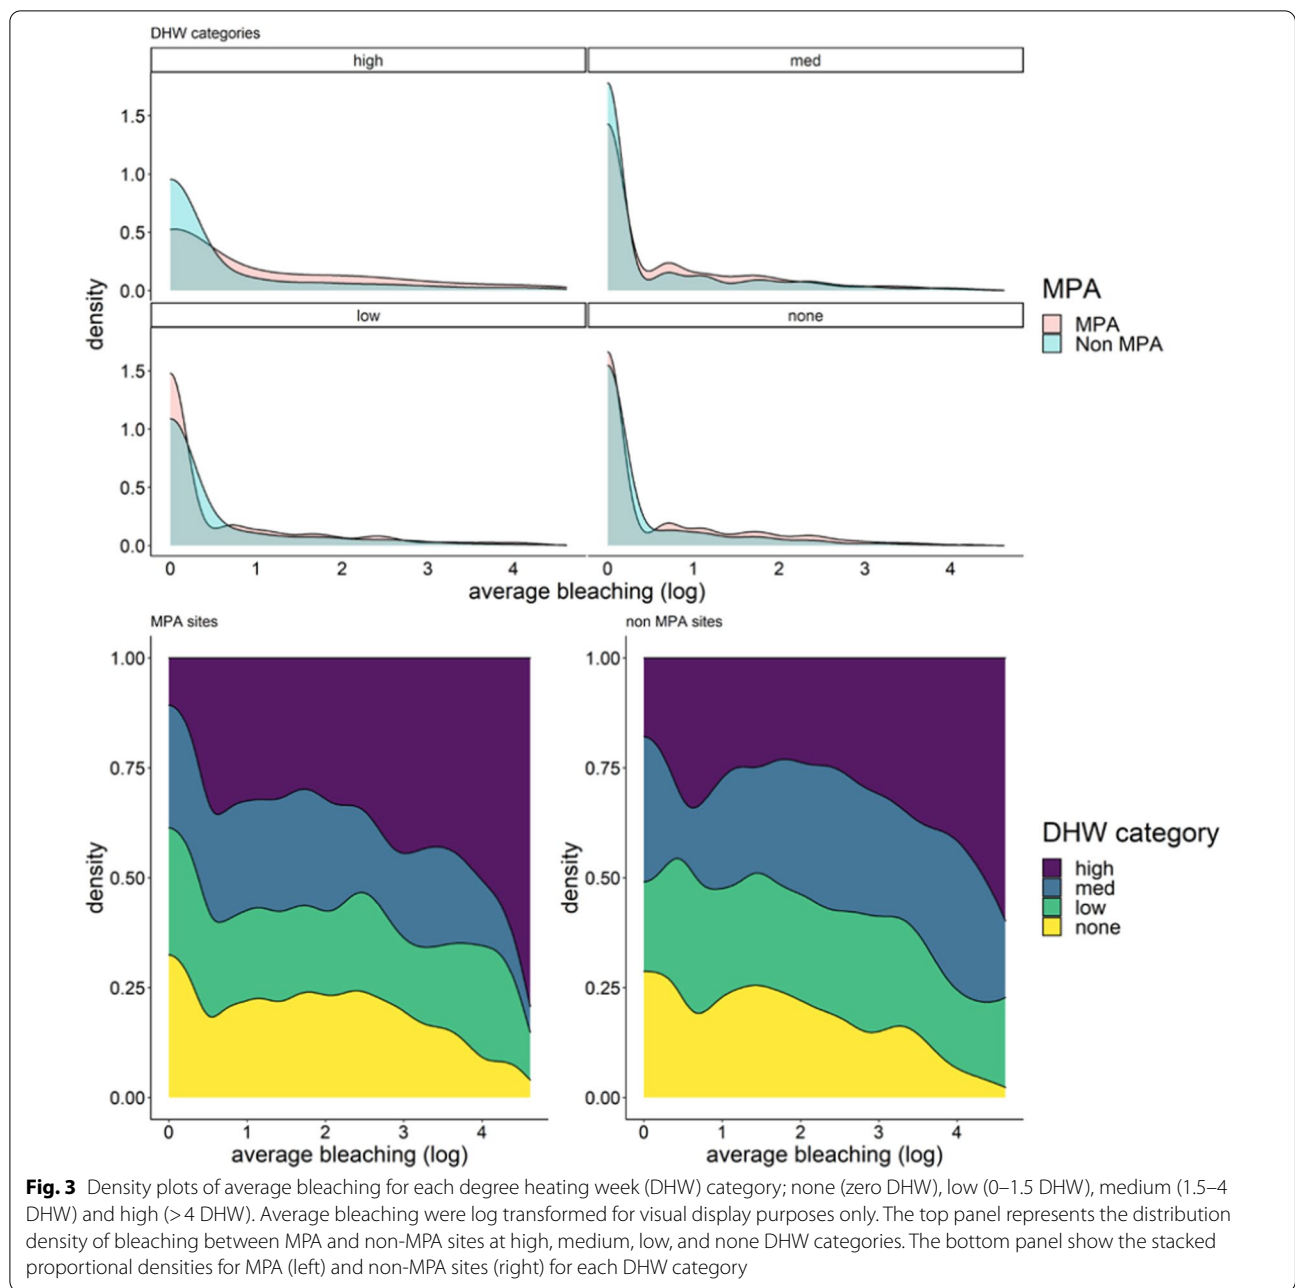 DHW categories
high
med
1.5
1.0
0.5
0.0
low
none
1.5
1.0
0.5
0.0
density
0 1 2 3 4
0 1 2 3 4
average bleaching (log)
MPA
MPA
Non MPA
MPA sites
1.00
0.75
0.50
0.25
0.00
density
0 1 2 3 4
average bleaching (log)
non MPA sites
1.00
0.75
0.50
0.25
0.00
density
0 1 2 3 4
average bleaching (log)
DHW category
high
med
low
none
Fig. 3 Density plots of average bleaching for each degree heating week (DHW) category; none (zero DHW), low (0–1.5 DHW), medium (1.5–4
DHW) and high (> 4 DHW). Average bleaching were log transformed for visual display purposes only. The top panel represents the distribution
density of bleaching between MPA and non-MPA sites at high, medium, low, and none DHW categories. The bottom panel show the stacked
proportional densities for MPA (left) and non-MPA sites (right) for each DHW category